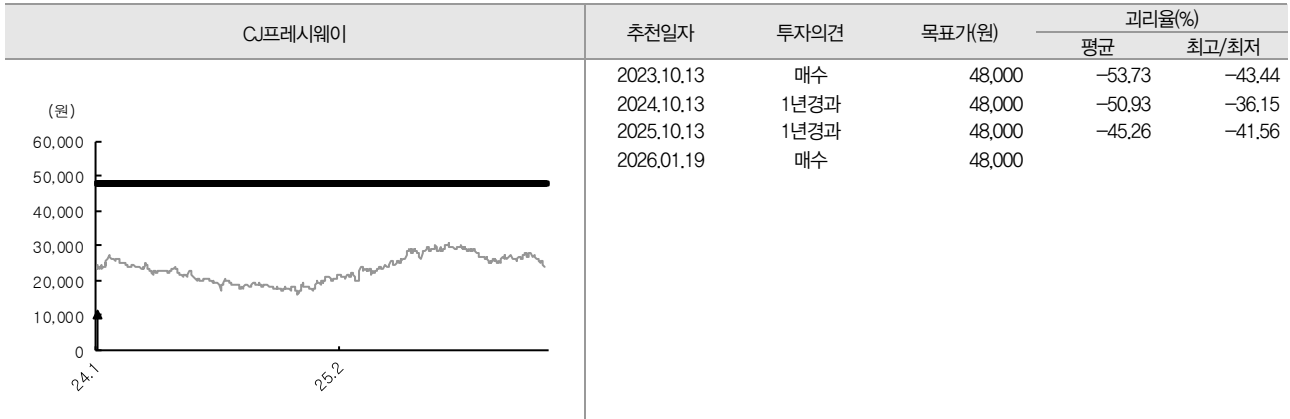 CJ프레시웨이 추천일자 투자의견 목표가(원) 괴리율(%)
평균 최고/최저
2023.10.13 매수 48,000 -53.73 -43.44
2024.10.13 1년경과 48,000 -50.93 -36.15
2025.10.13 1년경과 48,000 -45.26 -41.56
2026.01.19 매수 48,000
(원)
60,000
50,000
40,000
30,000
20,000
10,000
0
24.1 25.2